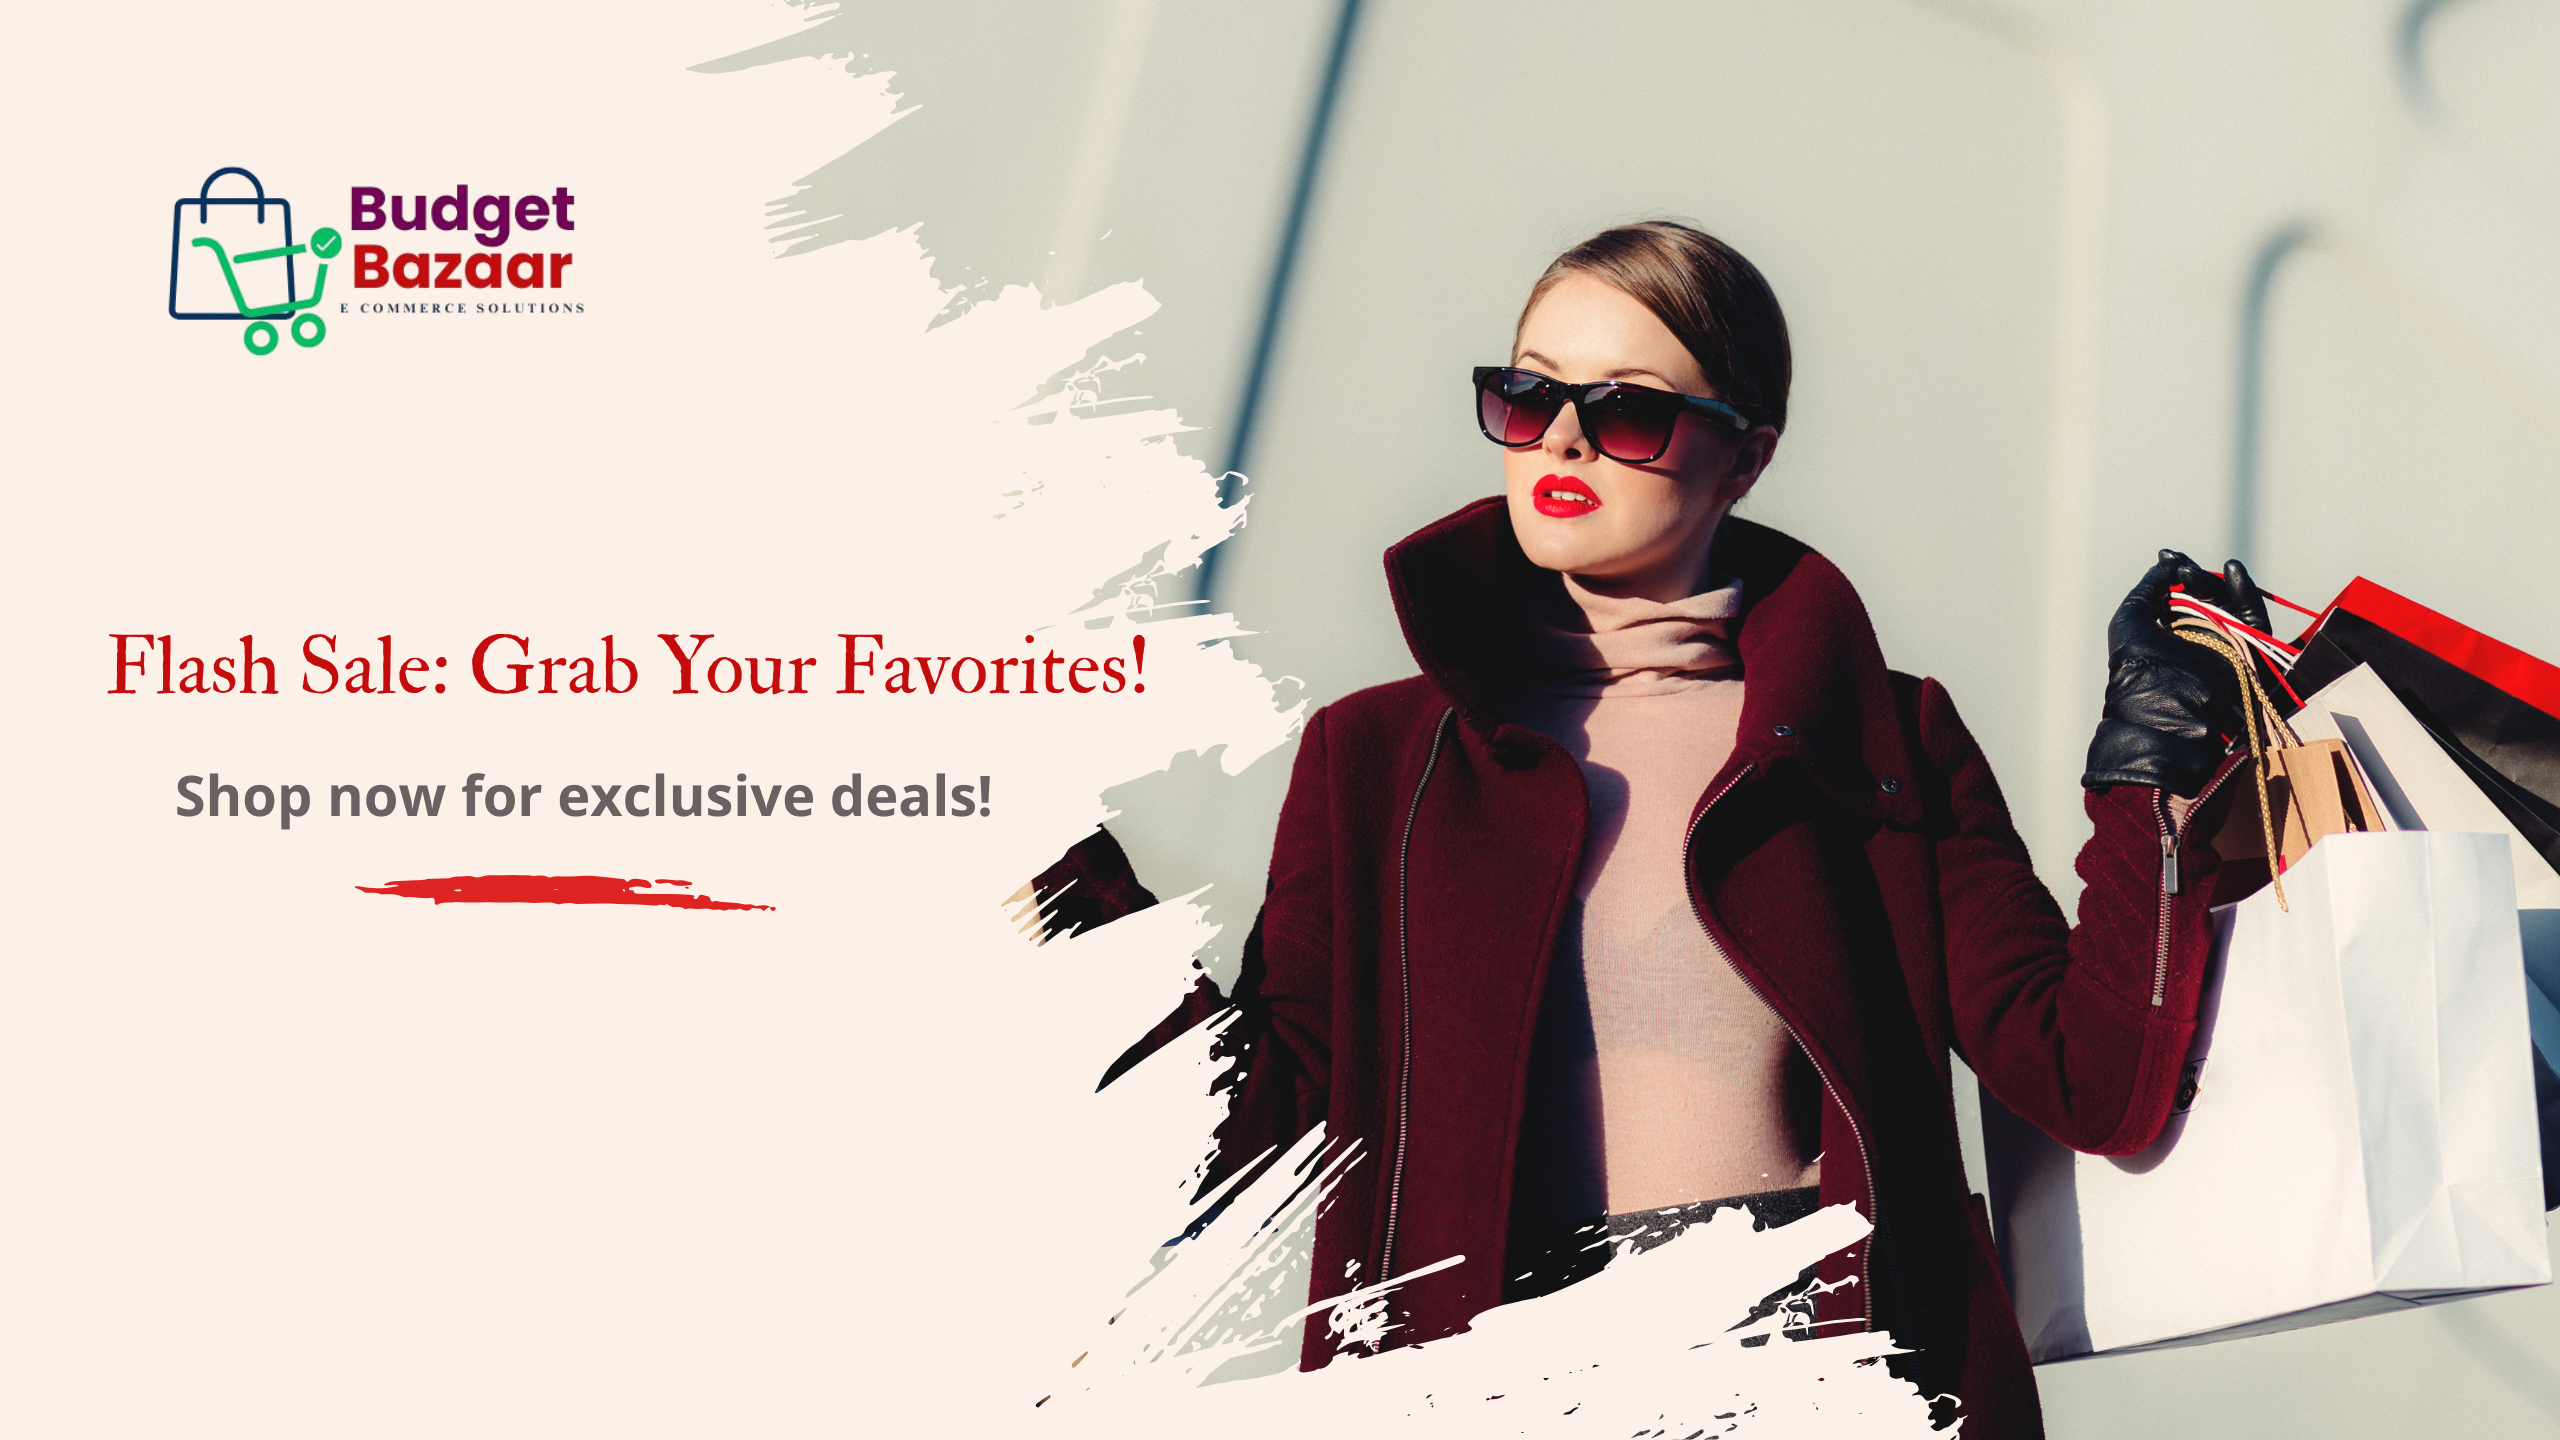 Budget
Bazaar
E COMMERCE SOLUTIONS
Flash Sale: Grab Your Favorites!
Shop now for exclusive deals!